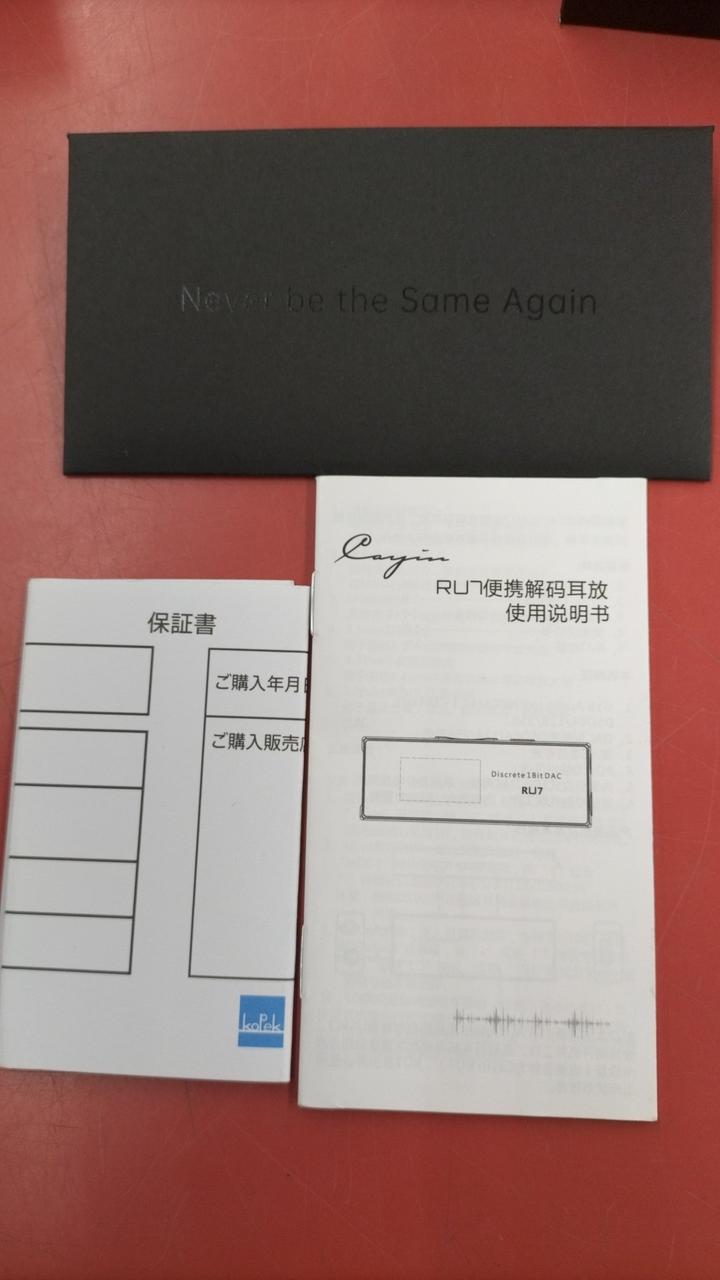 Never be the Same Again
Cayin
RU7便携解码耳放
使用说明书
Discrete 1Bit DAC
RU7
保証書
ご購入年月
ご購入販売
kopek